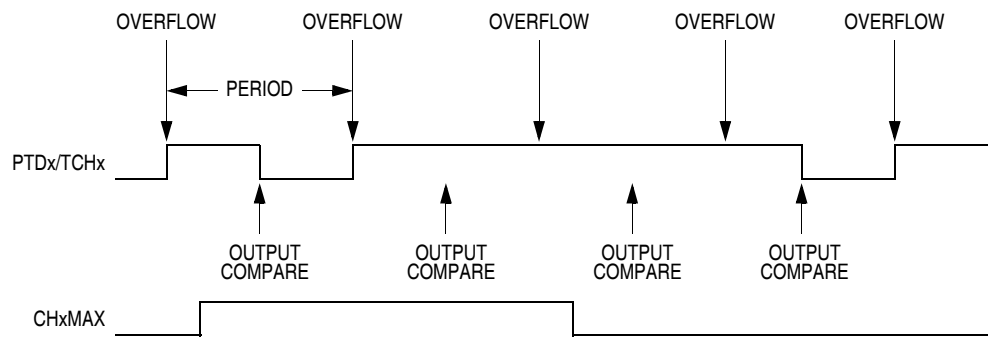 OVERFLOW OVERFLOW OVERFLOW OVERFLOW OVERFLOW
PERIOD
PTDx/TCHx
OUTPUT COMPARE
OUTPUT COMPARE
OUTPUT COMPARE
OUTPUT COMPARE
CHxMAX